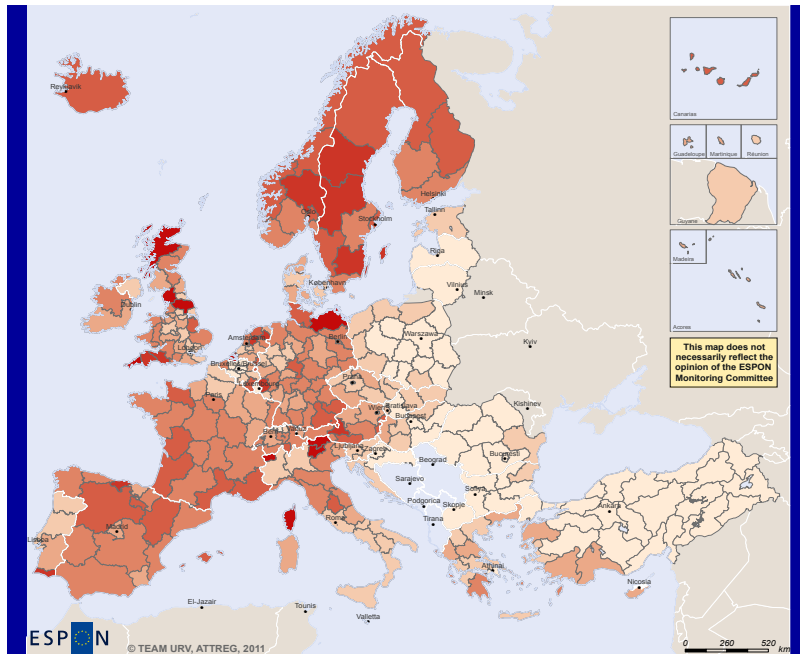 Reykjavik
Canarias
Guadeloupe
Martinique
Réunion
Guyane
Madeira
Acores
Helsinki
Oslo
Tallinn
Stockholm
Riga
København
Vilnius
Minsk
Dublin
Amsterdam
London
Berlin
Warszawa
Kyiv
Bruxelles/Brussel
Luxembourg
Praha
Paris
Wien
Bratislava
Budapest
Kishinev
Bern
Vaduz
Ljubljana
Zagreb
Beograd
Bucuresti
Sarajevo
Sofiya
Podgorica
Skopje
Tirana
Ankara
Roma
Madrid
Lisboa
Athinai
Nicosia
El-Jazair
Tounis
Valletta
This map does not
necessarily reflect the
opinion of the ESPON
Monitoring Committee
ESPON
© TEAM URV, ATTREG, 2011
0 260 520
km